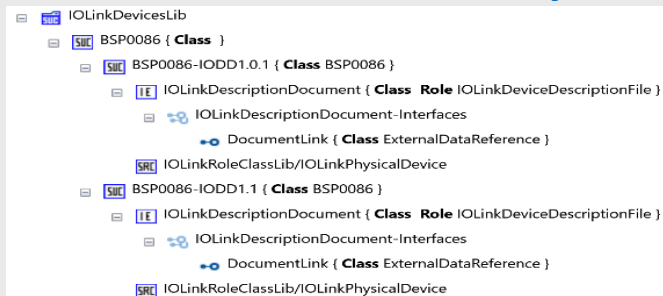 IOLinkDevicesLib
SUC BSP0086 { Class }
SUC BSP0086-IODD1.0.1 { Class BSP0086 }
IE IOLinkDescriptionDocument { Class Role IOLinkDeviceDescriptionFile }
IOLinkDescriptionDocument-Interfaces
DocumentLink { Class ExternalDataReference }
SRC IOLinkRoleClassLib/IOLinkPhysicalDevice
SUC BSP0086-IODD1.1 { Class BSP0086 }
IE IOLinkDescriptionDocument { Class Role IOLinkDeviceDescriptionFile }
IOLinkDescriptionDocument-Interfaces
DocumentLink { Class ExternalDataReference }
SRC IOLinkRoleClassLib/IOLinkPhysicalDevice